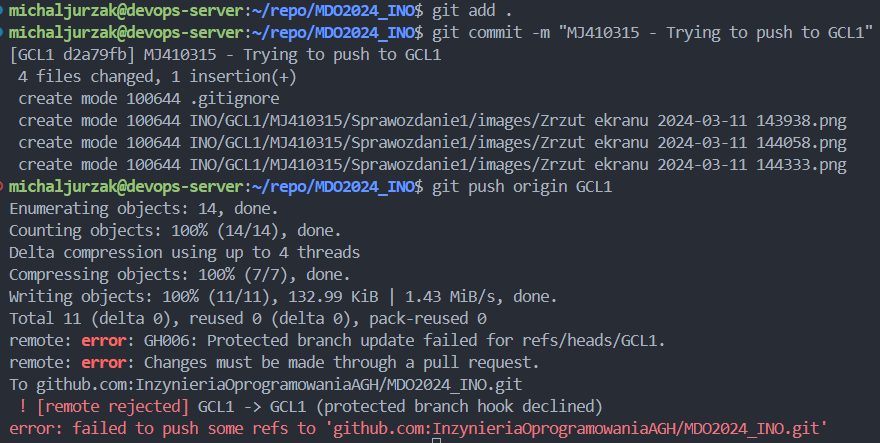 michaljurzak@devops-server:~/repo/MDO2024_INO$ git add .
michaljurzak@devops-server:~/repo/MDO2024_INO$ git commit -m "MJ410315 - Trying to push to GCL1"
[GCL1 d2a79fb] MJ410315 - Trying to push to GCL1
 4 files changed, 1 insertion(+)
 create mode 100644 .gitignore
 create mode 100644 INO/GCL1/MJ410315/Sprawozdanie1/images/Zrzut ekranu 2024-03-11 143938.png
 create mode 100644 INO/GCL1/MJ410315/Sprawozdanie1/images/Zrzut ekranu 2024-03-11 144058.png
 create mode 100644 INO/GCL1/MJ410315/Sprawozdanie1/images/Zrzut ekranu 2024-03-11 144333.png
michaljurzak@devops-server:~/repo/MDO2024_INO$ git push origin GCL1
Enumerating objects: 14, done.
Counting objects: 100% (14/14), done.
Delta compression using up to 4 threads
Compressing objects: 100% (7/7), done.
Writing objects: 100% (11/11), 132.99 KiB | 1.43 MiB/s, done.
Total 11 (delta 0), reused 0 (delta 0), pack-reused 0
remote: error: GH006: Protected branch update failed for refs/heads/GCL1.
remote: error: Changes must be made through a pull request.
To github.com:InzynieriaOprogramowaniaAGH/MDO2024_INO.git
 ! [remote rejected] GCL1 -> GCL1 (protected branch hook declined)
error: failed to push some refs to 'github.com:InzynieriaOprogramowaniaAGH/MDO2024_INO.git'